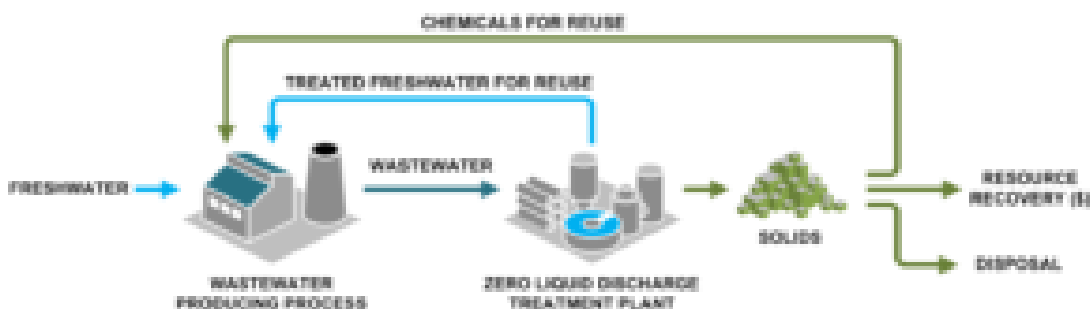 CHEMICALS FOR REUSE
TREATED FRESHWATER FOR REUSE
WASTEWATER
FRESHWATER
RESOURCE
RECOVERY ($)
SOLIDS
DISPOSAL
WASTEWATER
PRODUCING PROCESS
ZERO LIQUID DISCHARGE
TREATMENT PLANT